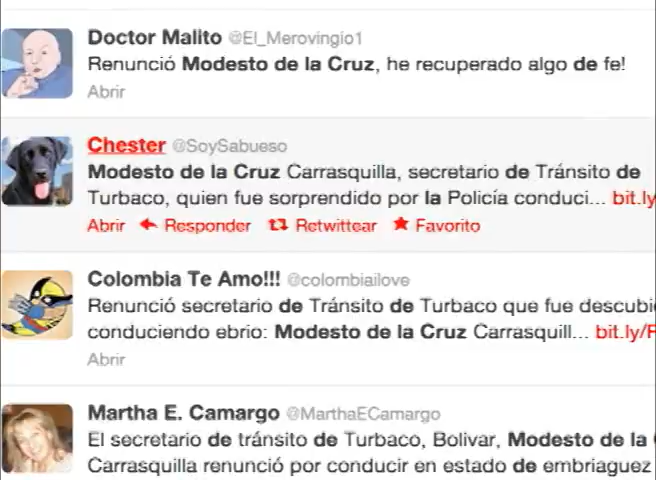 Doctor Malito @El_Merovingio1
Renunció Modesto de la Cruz, he recuperado algo de fe!
Abrir
Chester @SoySabueso
Modesto de la Cruz Carrasquilla, secretario de Tránsito de
Turbaco, quien fue sorprendido por la Policía conduci... bit.ly
Abrir Responder Retwittear Favorito
Colombia Te Amo!!! @colombiailove
Renunció secretario de Tránsito de Turbaco que fue descubi
conduciendo ebrio: Modesto de la Cruz Carrasquill... bit.ly/
Abrir
Martha E. Camargo @MarthaECamargo
El secretario de tránsito de Turbaco, Bolivar, Modesto de la
Carrasquilla renunció por conducir en estado de embriaguez